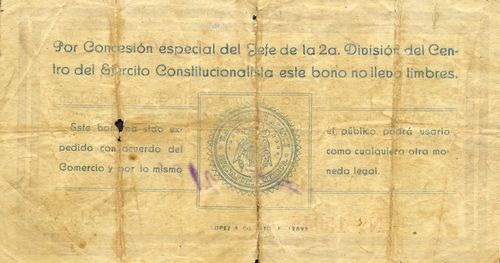 Por Concesión especial del Jefe de la 2a. División del Cen-
tro del Ejército Constitucionalista este bono no lleva timbres.
Este bono ha sido ex-
pedido con acuerdo del
Comercio y por lo mismo
el público podrá usarlo
como cualquiera otra mo-
neda legal.